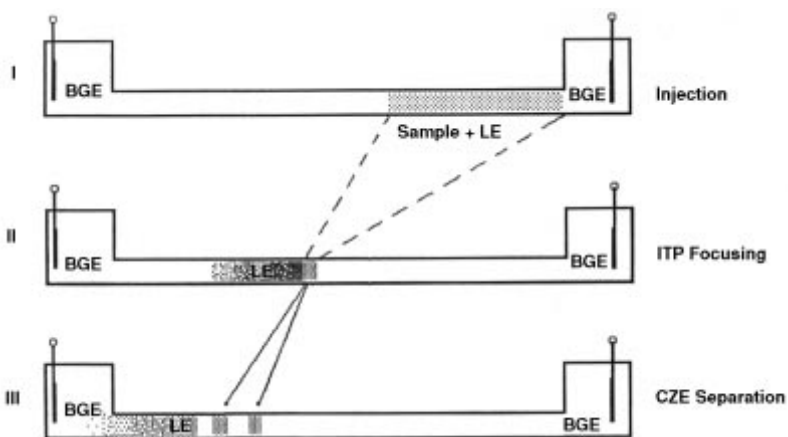 I
BGE
BGE
Injection
Sample + LE
II
BGE
LE
BGE
ITP Focusing
III
BGE
LE
BGE
CZE Separation